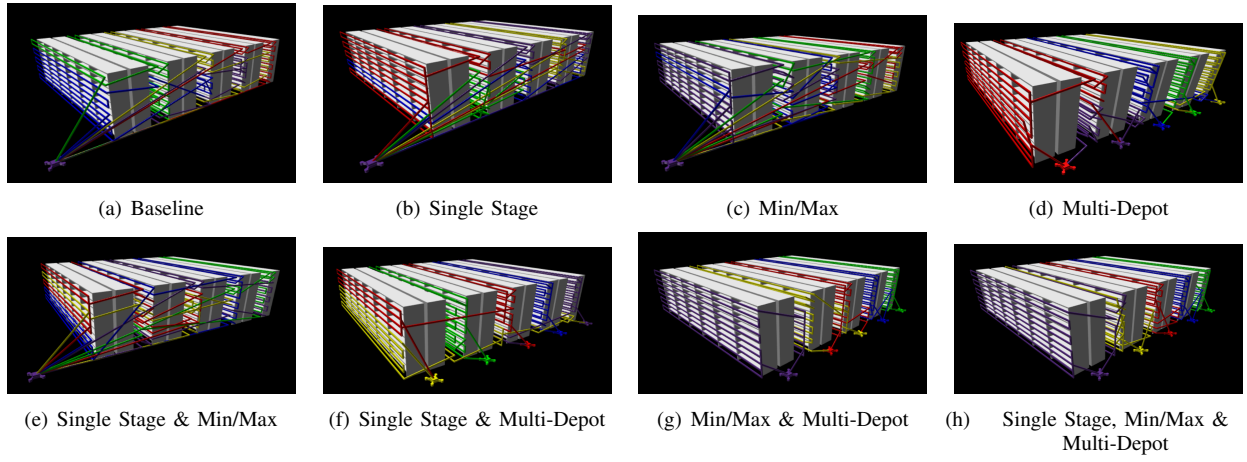 (a) Baseline
(b) Single Stage
(c) Min/Max
(d) Multi-Depot
(e) Single Stage & Min/Max
(f) Single Stage & Multi-Depot
(g) Min/Max & Multi-Depot
(h) Single Stage, Min/Max &
Multi-Depot